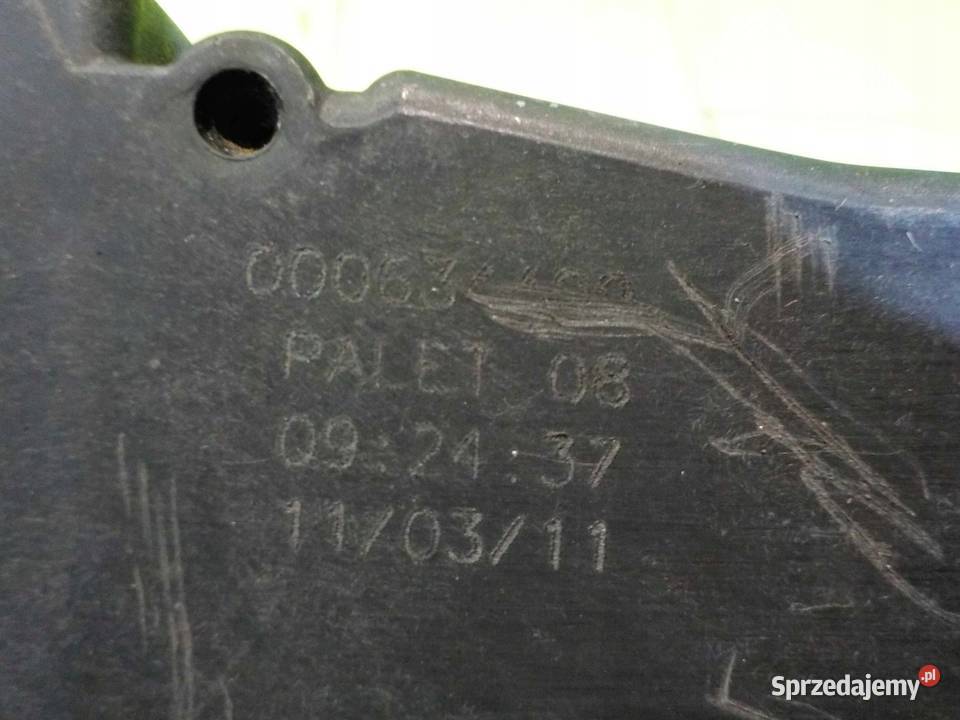 PALET 08
09:24:37
11/03/11
Sprzedajemy.pl